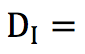 D_I =